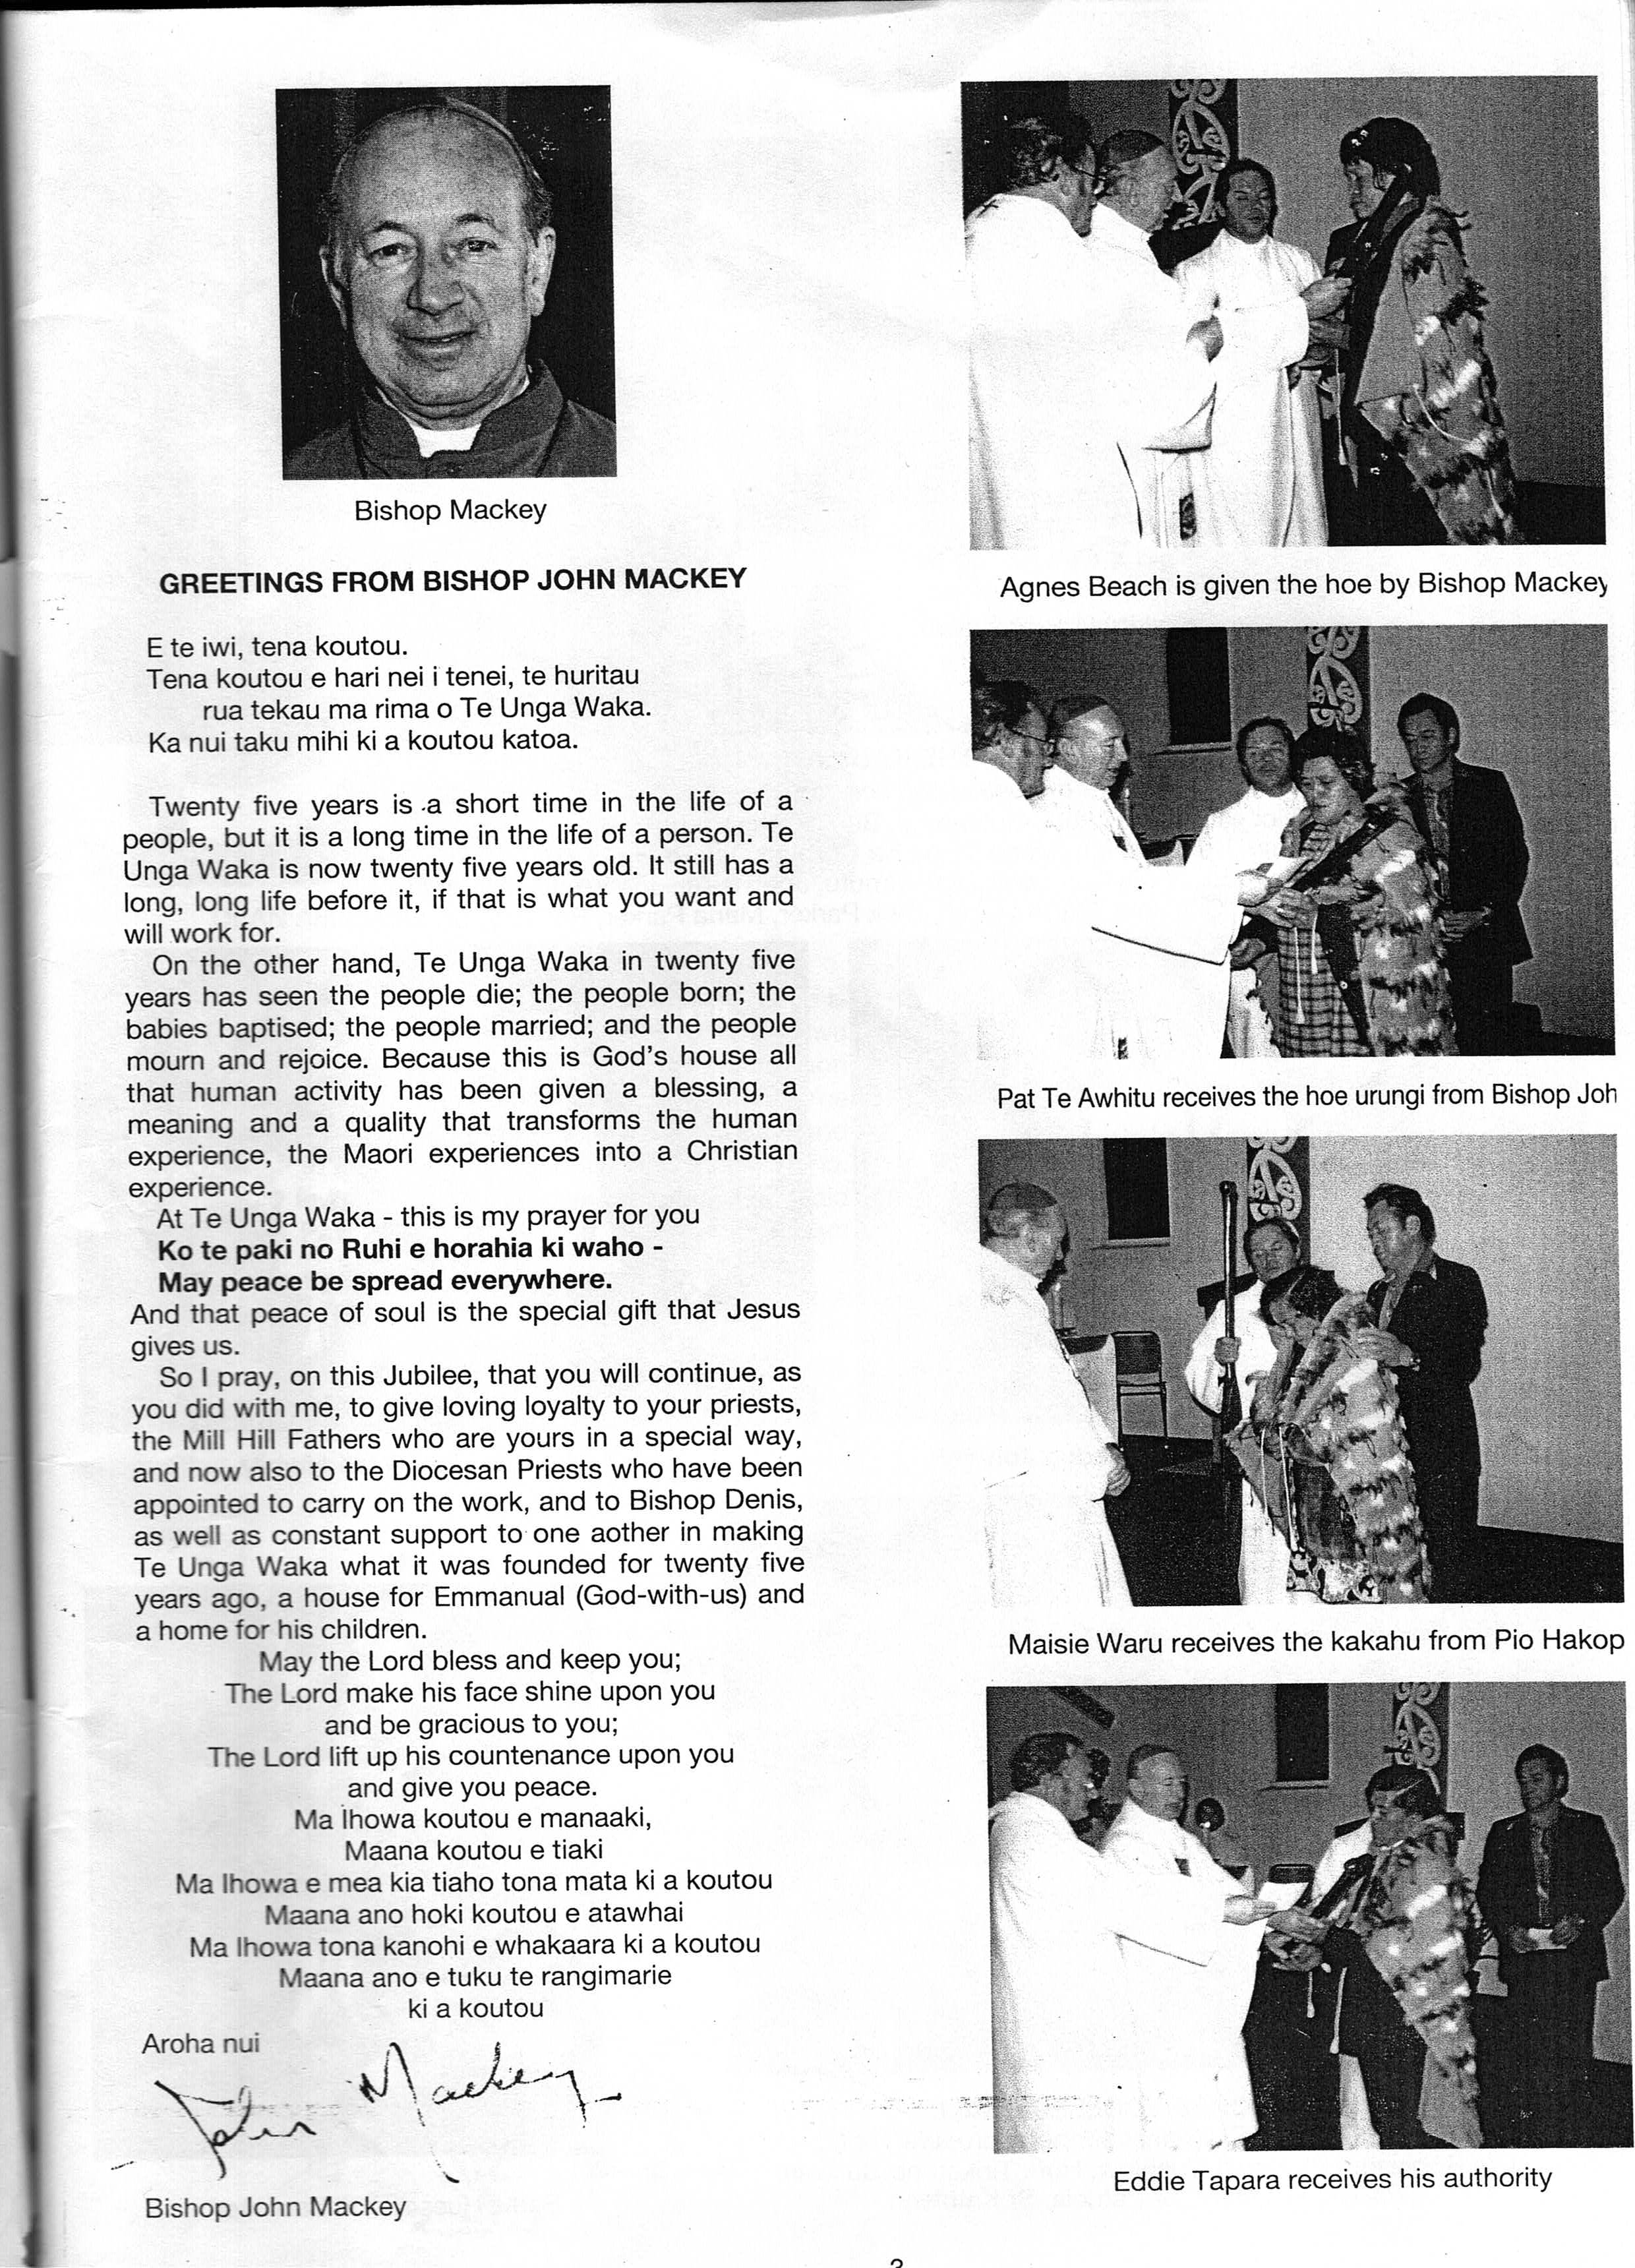 Bishop Mackey
GREETINGS FROM BISHOP JOHN MACKEY
E te iwi, tena koutou.
Tena koutou e hari nei i tenei, te huritau
rua tekau ma rima o Te Unga Waka.
Ka nui taku mihi ki a koutou katoa.
Twenty five years is a short time in the life of a
people, but it is a long time in the life of a person. Te
Unga Waka is now twenty five years old. It still has a
long, long life before it, if that is what you want and
will work for.
On the other hand, Te Unga Waka in twenty five
years has seen the people die; the people born; the
babies baptised; the people married; and the people
mourn and rejoice. Because this is God's house all
that human activity has been given a blessing, a
meaning and a quality that transforms the human
experience, the Maori experiences into a Christian
experience.
At Te Unga Waka - this is my prayer for you
Ko te paki no Ruhi e horahia ki waho -
May peace be spread everywhere.
And that peace of soul is the special gift that Jesus
gives us.
So I pray, on this Jubilee, that you will continue, as
you did with me, to give loving loyalty to your priests,
the Mill Hill Fathers who are yours in a special way,
and now also to the Diocesan Priests who have been
appointed to carry on the work, and to Bishop Denis,
as well as constant support to one aother in making
Te Unga Waka what it was founded for twenty five
years ago, a house for Emmanual (God-with-us) and
a home for his children.
May the Lord bless and keep you;
The Lord make his face shine upon you
and be gracious to you;
The Lord lift up his countenance upon you
and give you peace.
Ma Ihowa koutou e manaaki,
Maana koutou e tiaki
Ma Ihowa e mea kia tiaho tona mata ki a koutou
Maana ano hoki koutou e atawhai
Ma Ihowa tona kanohi e whakaara ki a koutou
Maana ano e tuku te rangimarie
ki a koutou
Aroha nui
John Mackey
Bishop John Mackey
Agnes Beach is given the hoe by Bishop Mackey
Pat Te Awhitu receives the hoe urungi from Bishop Joh
Maisie Waru receives the kakahu from Pio Hakop
Eddie Tapara receives his authority